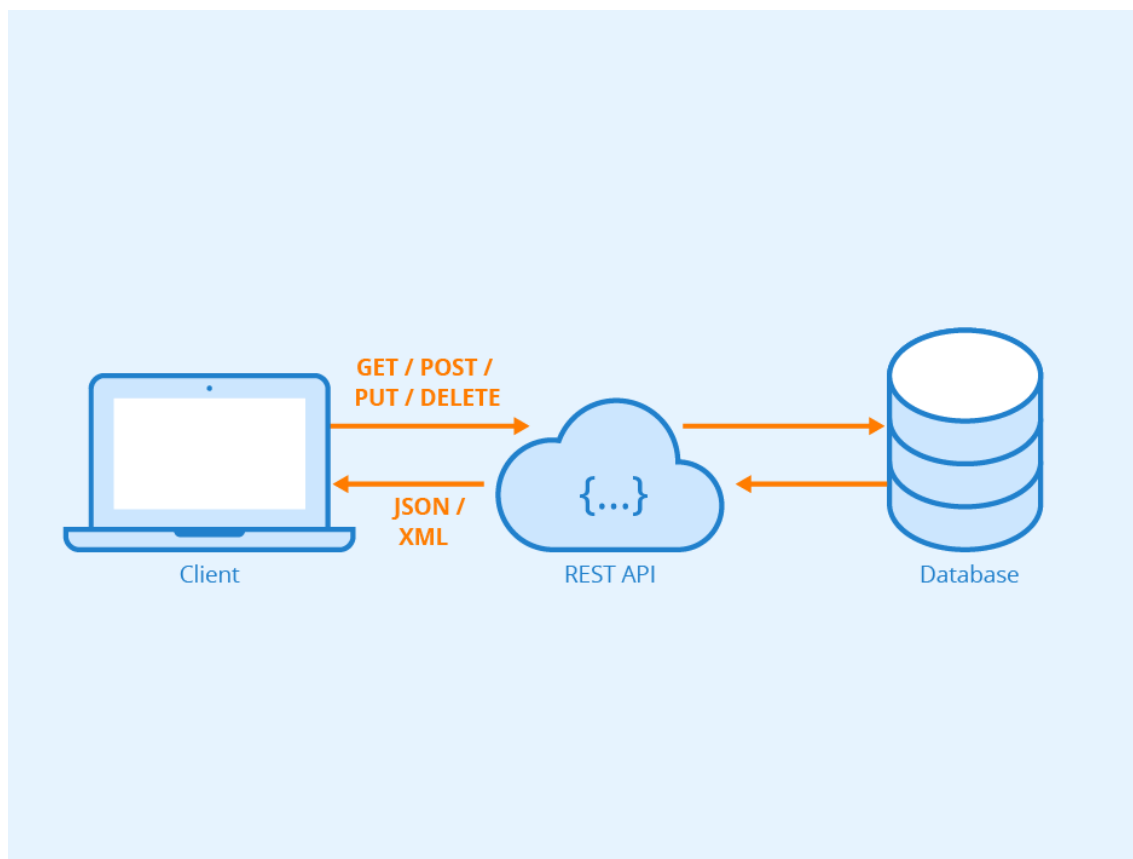 GET / POST /
PUT / DELETE
{...}
JSON /
XML
Client
REST API
Database